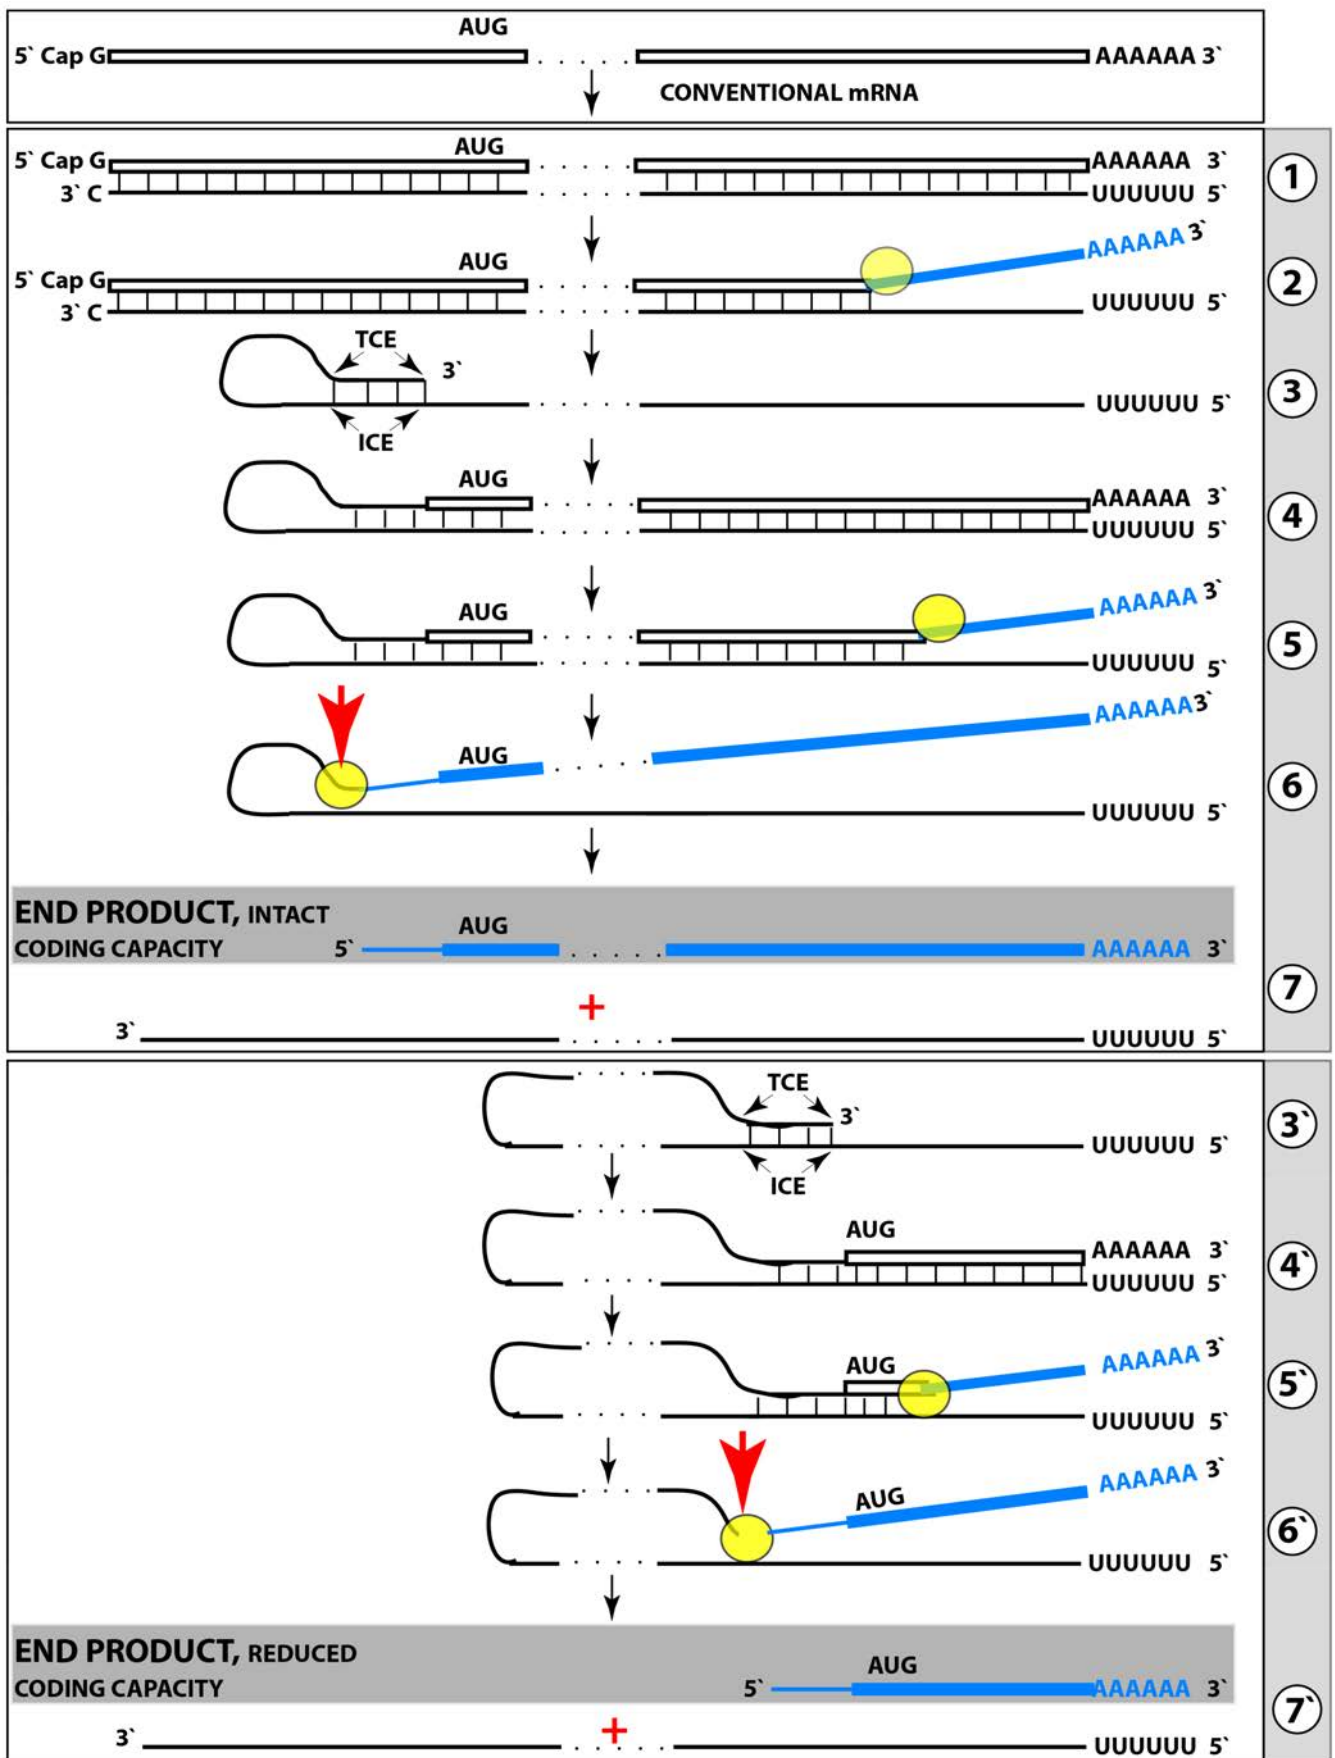 AUG
5` Cap G AAAAAA 3`
CONVENTIONAL mRNA
AUG
5` Cap G AAAAAA 3`
3` C UUUUUU 5`
1
AUG AAAAAA 3`
5` Cap G
3` C UUUUUU 5`
2
TCE
3`
UUUUUU 5`
ICE
3
AUG
AAAAAA 3`
UUUUUU 5`
4
AUG AAAAAA 3`
UUUUUU 5`
5
AUG AAAAAA 3`
UUUUUU 5`
6
END PRODUCT, INTACT
AUG
CODING CAPACITY 5` AAAAAA 3`
+
7
3` UUUUUU 5`
TCE
3`
UUUUUU 5`
ICE
3`
AUG
AAAAAA 3`
UUUUUU 5`
4`
AUG AAAAAA 3`
UUUUUU 5`
5`
AUG AAAAAA 3`
UUUUUU 5`
6`
END PRODUCT, REDUCED
AUG
CODING CAPACITY 5` AAAAAA 3`
+
7`
3` UUUUUU 5`